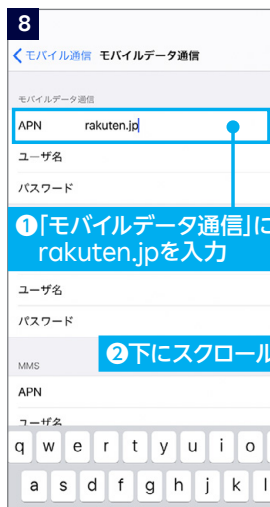 8
モバイル通信 モバイルデータ通信
モバイルデータ通信
APN rakuten.jp
ユーザ名
パスワード
❶「モバイルデータ通信」に
rakuten.jpを入力
ユーザ名
パスワード
❷下にスクロール
MMS
APN
ユーザ名
q w e r t y u i o
a s d f g h j k l